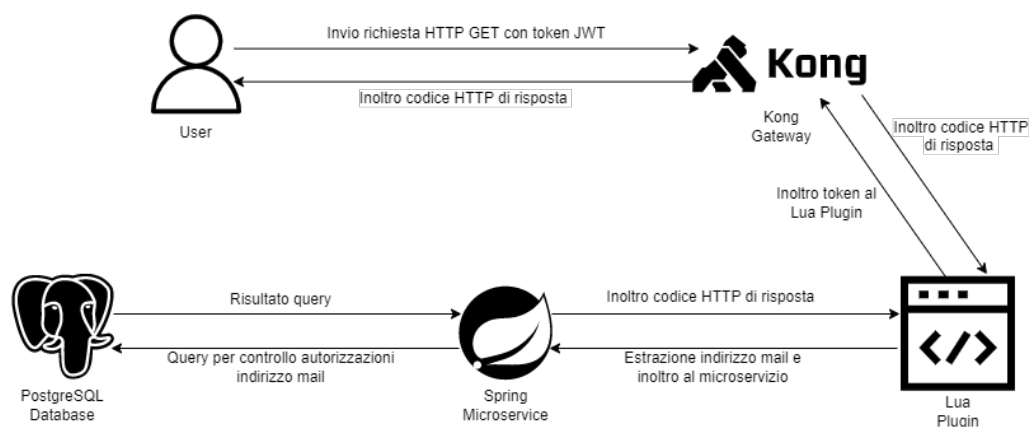 Invio richiesta HTTP GET con token JWT
Kong
Inoltro codice HTTP di risposta
User
Kong
Gateway
Inoltro codice HTTP
di risposta
Inoltro token al
Lua Plugin
Risultato query
Inoltro codice HTTP di risposta
Query per controllo autorizzazioni
indirizzo mail
Estrazione indirizzo mail e
inoltro al microservizio
</>
PostgreSQL
Database
Spring
Microservice
Lua
Plugin